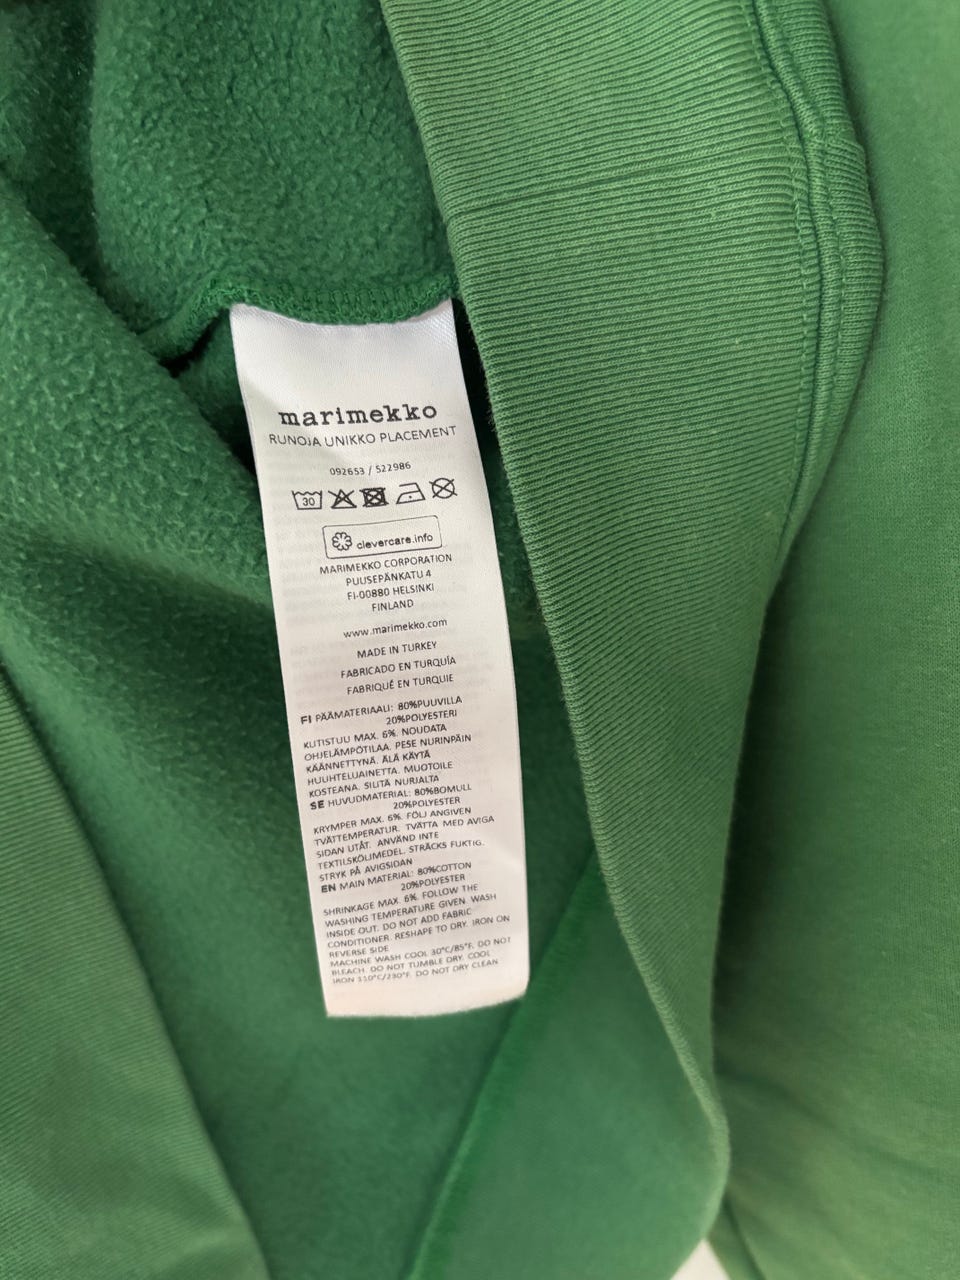 marimekko
RUNOJA UNIKKO PLACEMENT
092653 / 522986
30
clevercare.info
MARIMEKKO CORPORATION
PUUSEPÄNKATU 4
FI-00880 HELSINKI
FINLAND
www.marimekko.com
MADE IN TURKEY
FABRICADO EN TURQUÍA
FABRIQUÉ EN TURQUIE
FI PÄÄMATERIAALI: 80%PUUVILLA
20%POLYESTERI
KUTISTUU MAX. 6%. NOUDATA
OHJELÄMPÖTILAA. PESE NURINPÄIN
KÄÄNNETTYNÄ. ÄLÄ KÄYTÄ
HUUHTELUAINETTA. MUOTOILE
KOSTEANA. SILITÄ NURJALTA
SE HUVUDMATERIAL: 80%BOMULL
20%POLYESTER
KRYMPER MAX. 6%. FÖLJ ANGIVEN
TVÄTTEMPERATUR. TVÄTTA MED AVIGA
SIDAN UTÅT. ANVÄND INTE
TEXTILSKÖLJMEDEL. STRÄCKS FUKTIG.
STRYK PÅ AVIGSIDAN
EN MAIN MATERIAL: 80%COTTON
20%POLYESTER
SHRINKAGE MAX. 6%. FOLLOW THE
WASHING TEMPERATURE GIVEN. WASH
INSIDE OUT. DO NOT ADD FABRIC
CONDITIONER. RESHAPE TO DRY. IRON ON
REVERSE SIDE
MACHINE WASH COOL 30°C/85°F. DO NOT
BLEACH. DO NOT TUMBLE DRY. COOL
IRON 110°C/230°F. DO NOT DRY CLEAN